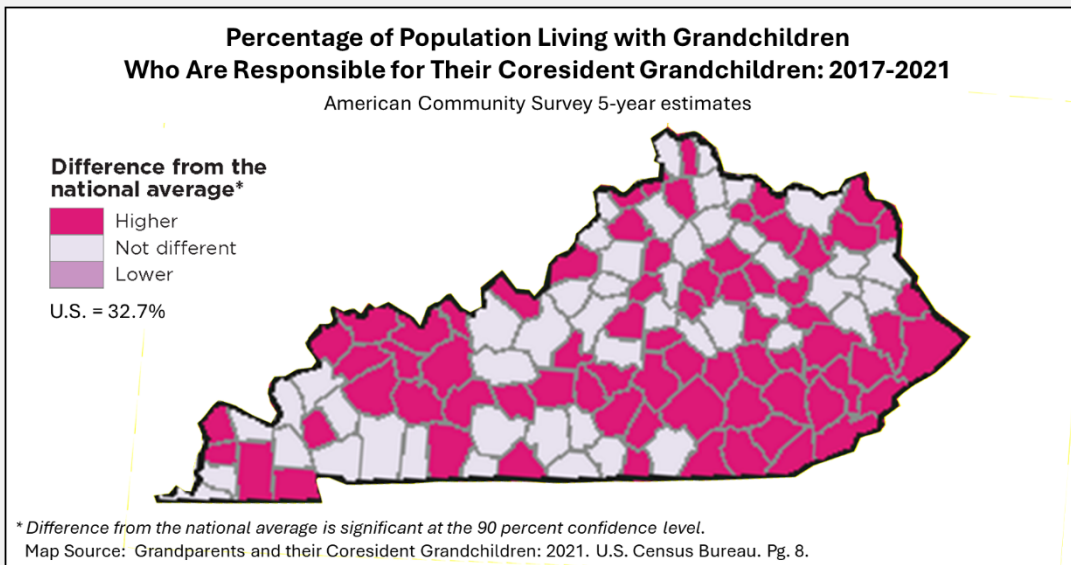 Percentage of Population Living with Grandchildren
Who Are Responsible for Their Coresident Grandchildren: 2017-2021
American Community Survey 5-year estimates
Difference from the
national average*
Higher
Not different
Lower
U.S. = 32.7%
* Difference from the national average is significant at the 90 percent confidence level.
Map Source: Grandparents and their Coresident Grandchildren: 2021. U.S. Census Bureau. Pg. 8.